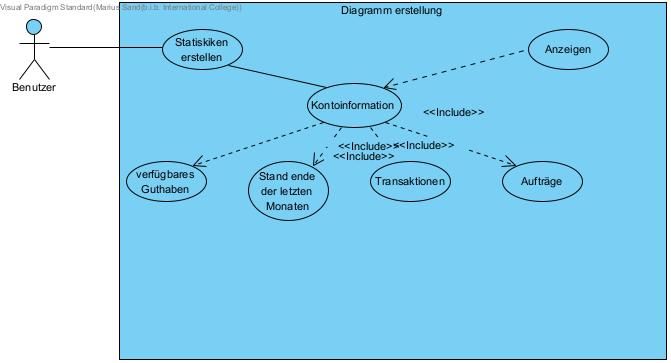 Visual Paradigm Standard(Marius Sand(b.i.b. International College))
Diagramm erstellung
Statiskiken
erstellen
Anzeigen
Benutzer
Kontoinformation
<<Include>>
<<Include>>
<<Include>>
<<Include>>
verfügbares
Guthaben
Stand ende
der letzten
Monaten
Transaktionen
Aufträge